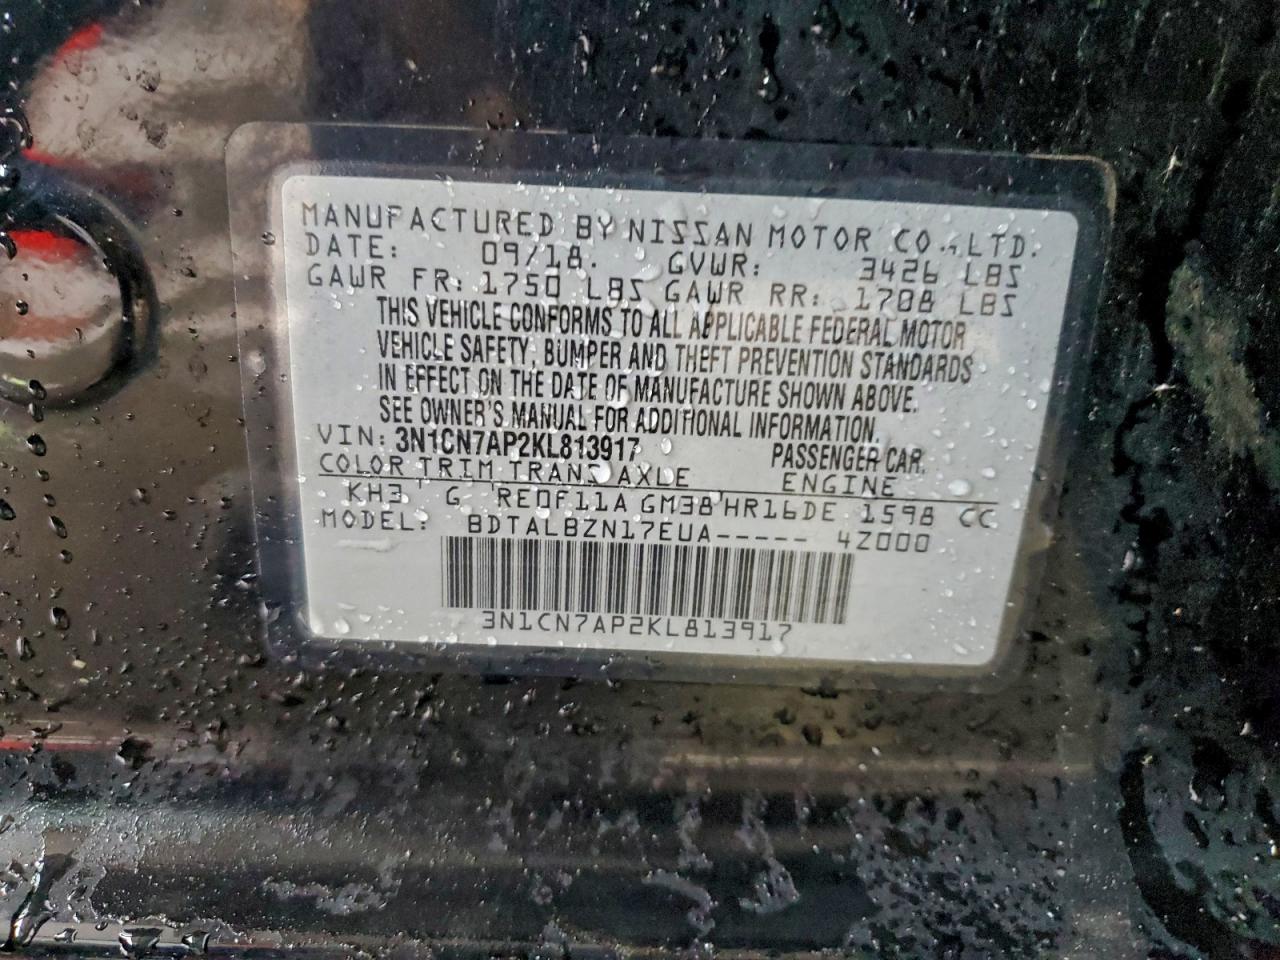 MANUFACTURED BY NISSAN MOTOR CO., LTD.
DATE: 09/18. GVWR: 3426 LBS
GAWR FR: 1750 LBS GAWR RR: 1708 LBS
THIS VEHICLE CONFORMS TO ALL APPLICABLE FEDERAL MOTOR
VEHICLE SAFETY, BUMPER AND THEFT PREVENTION STANDARDS
IN EFFECT ON THE DATE OF MANUFACTURE SHOWN ABOVE.
SEE OWNER'S MANUAL FOR ADDITIONAL INFORMATION.
VIN: 3N1CN7AP2KL813917 PASSENGER CAR.
COLOR TRIM TRANS AXLE ENGINE
KH3 G RE0F11A GM38 HR16DE 1598 CC
MODEL: BDTALBZN17EUA----- 4Z000
3N1CN7AP2KL813917